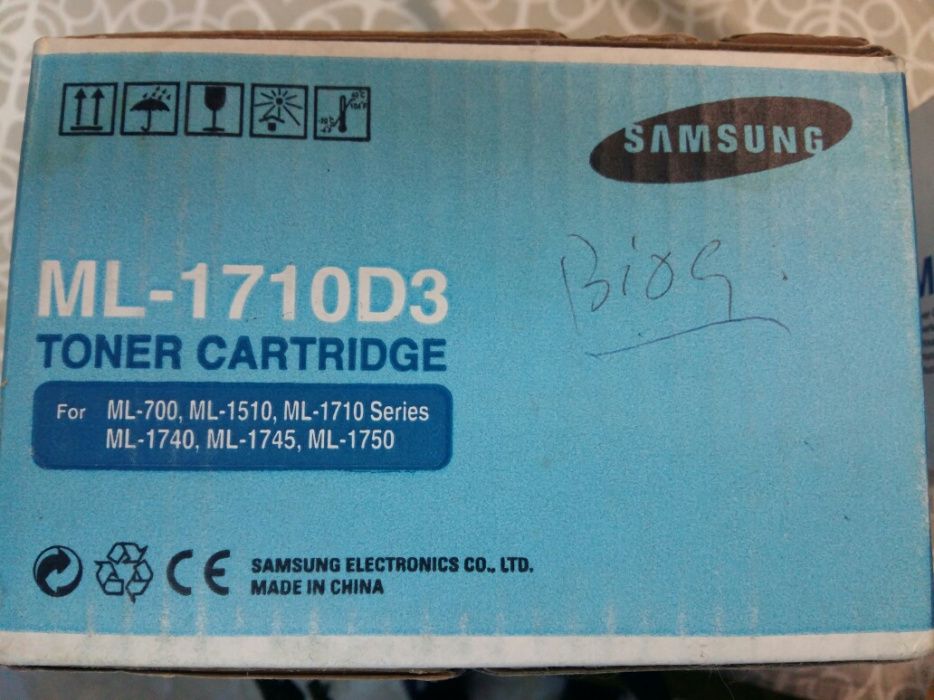 SAMSUNG
ML-1710D3
TONER CARTRIDGE
For ML-700, ML-1510, ML-1710 Series
ML-1740, ML-1745, ML-1750
CE
SAMSUNG ELECTRONICS CO., LTD.
MADE IN CHINA